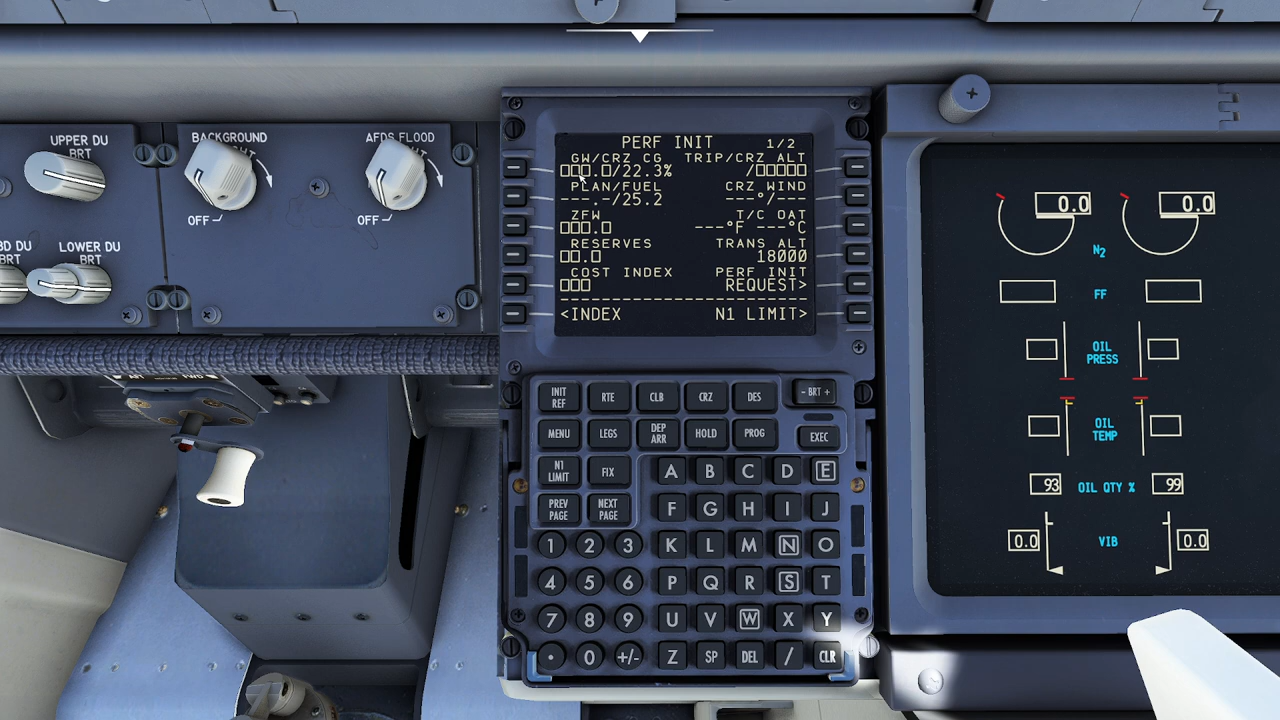 UPPER DU
BRT
BACKGROUND
OFF
AFDS FLOOD
OFF
BD DU
BRT
LOWER DU
BRT
PERF INIT 1/2
GW/CRZ CG TRIP/CRZ ALT
□□□.□/22.3% /□□□□□
PLAN/FUEL CRZ WIND
---.-/25.2 ---°/---
ZFW T/C OAT
□□□.□ ---°F ---°C
RESERVES TRANS ALT
□□.□ 18000
COST INDEX PERF INIT
□□□ REQUEST>
--------------------------------
<INDEX N1 LIMIT>
INIT REF
RTE
CLB
CRZ
DES
- BRT +
MENU
LEGS
DEP ARR
HOLD
PROG
EXEC
N1 LIMIT
FIX
A B C D E
PREV PAGE
NEXT PAGE
F G H I J
1 2 3 K L M N O
4 5 6 P Q R S T
7 8 9 U V W X Y
. 0 +/- Z SP DEL / CLR
0.0 0.0
N2
FF
OIL
PRESS
OIL
TEMP
93 OIL QTY % 99
0.0 VIB 0.0